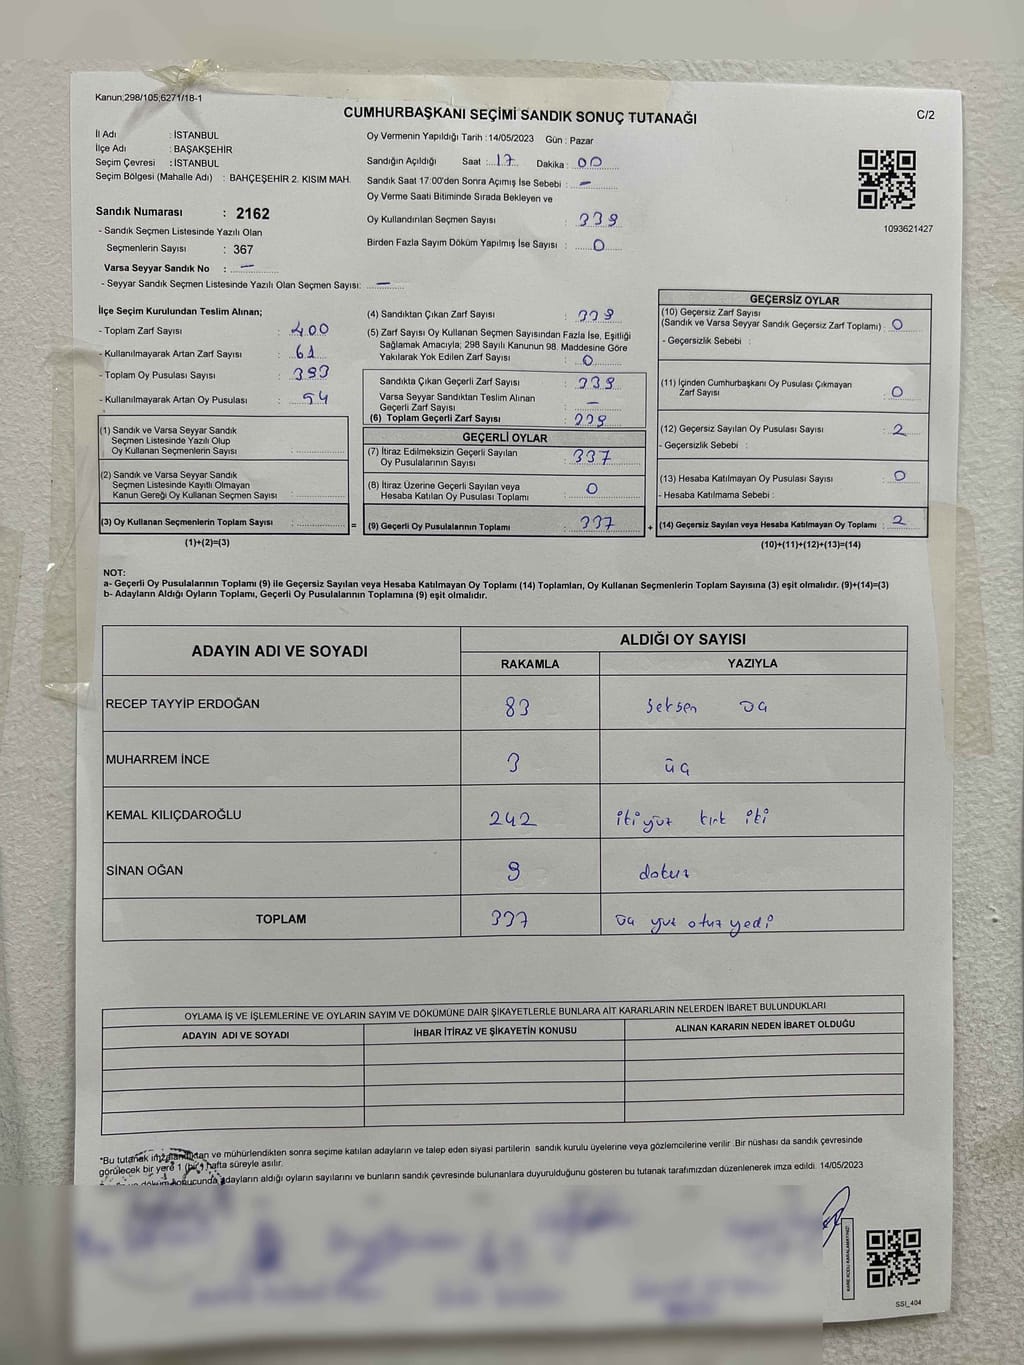 Kanun;298/105,6271/18-1
CUMHURBAŞKANI SEÇİMİ SANDIK SONUÇ TUTANAĞI
C/2
İl Adı : İSTANBUL
İlçe Adı : BAŞAKŞEHİR
Seçim Çevresi : İSTANBUL
Seçim Bölgesi (Mahalle Adı) : BAHÇEŞEHİR 2. KISIM MAH.
Oy Vermenin Yapıldığı Tarih :14/05/2023 Gün : Pazar
Sandığın Açıldığı Saat : 17 Dakika : 00
Sandık Saat 17:00'den Sonra Açımış İse Sebebi : –
Oy Verme Saati Bitiminde Sırada Bekleyen ve
Oy Kullandırılan Seçmen Sayısı : 339
Birden Fazla Sayım Döküm Yapılmış İse Sayısı : 0
1093621427
Sandık Numarası : 2162
- Sandık Seçmen Listesinde Yazılı Olan
Seçmenlerin Sayısı : 367
Varsa Seyyar Sandık No : –
- Seyyar Sandık Seçmen Listesinde Yazılı Olan Seçmen Sayısı: –
İlçe Seçim Kurulundan Teslim Alınan;
- Toplam Zarf Sayısı : 400
- Kullanılmayarak Artan Zarf Sayısı : 61
- Toplam Oy Pusulası Sayısı : 393
- Kullanılmayarak Artan Oy Pusulası : 54
(1) Sandık ve Varsa Seyyar Sandık
Seçmen Listesinde Yazılı Olup
Oy Kullanan Seçmenlerin Sayısı :
(2) Sandık ve Varsa Seyyar Sandık
Seçmen Listesinde Kayıtlı Olmayan
Kanun Gereği Oy Kullanan Seçmen Sayısı :
(3) Oy Kullanan Seçmenlerin Toplam Sayısı :
(1)+(2)=(3)
(4) Sandıktan Çıkan Zarf Sayısı : 339
(5) Zarf Sayısı Oy Kullanan Seçmen Sayısından Fazla İse, Eşitliği
Sağlamak Amacıyla; 298 Sayılı Kanunun 98. Maddesine Göre
Yakılarak Yok Edilen Zarf Sayısı : 0
Sandıkta Çıkan Geçerli Zarf Sayısı : 339
Varsa Seyyar Sandıktan Teslim Alınan
Geçerli Zarf Sayısı : –
(6) Toplam Geçerli Zarf Sayısı : 339
GEÇERLİ OYLAR
(7) İtiraz Edilmeksizin Geçerli Sayılan
Oy Pusulalarının Sayısı : 337
(8) İtiraz Üzerine Geçerli Sayılan veya
Hesaba Katılan Oy Pusulası Toplamı : 0
= (9) Geçerli Oy Pusulalarının Toplamı : 337 +
GEÇERSİZ OYLAR
(10) Geçersiz Zarf Sayısı
(Sandık ve Varsa Seyyar Sandık Geçersiz Zarf Toplamı) : 0
- Geçersizlik Sebebi :
(11) İçinden Cumhurbaşkanı Oy Pusulası Çıkmayan
Zarf Sayısı : 0
(12) Geçersiz Sayılan Oy Pusulası Sayısı : 2
- Geçersizlik Sebebi :
(13) Hesaba Katılmayan Oy Pusulası Sayısı : 0
- Hesaba Katılmama Sebebi :
(14) Geçersiz Sayılan veya Hesaba Katılmayan Oy Toplamı : 2
(10)+(11)+(12)+(13)=(14)
NOT:
a- Geçerli Oy Pusulalarının Toplamı (9) ile Geçersiz Sayılan veya Hesaba Katılmayan Oy Toplamı (14) Toplamları, Oy Kullanan Seçmenlerin Toplam Sayısına (3) eşit olmalıdır. (9)+(14)=(3)
b- Adayların Aldığı Oyların Toplamı, Geçerli Oy Pusulalarının Toplamına (9) eşit olmalıdır.
ADAYIN ADI VE SOYADI
ALDIĞI OY SAYISI
RAKAMLA YAZIYLA
RECEP TAYYİP ERDOĞAN 83 seksen üç
MUHARREM İNCE 3 üç
KEMAL KILIÇDAROĞLU 242 ikiyüz kırk iki
SİNAN OĞAN 9 dokuz
TOPLAM 337 üç yüz otuz yedi
OYLAMA İŞ VE İŞLEMLERİNE VE OYLARIN SAYIM VE DÖKÜMÜNE DAİR ŞİKAYETLERLE BUNLARA AİT KARARLARIN NELERDEN İBARET BULUNDUKLARI
ADAYIN ADI VE SOYADI İHBAR İTİRAZ VE ŞİKAYETİN KONUSU ALINAN KARARIN NEDEN İBARET OLDUĞU
*Bu tutanak imzalandıktan ve mühürlendikten sonra seçime katılan adayların ve talep eden siyasi partilerin sandık kurulu üyelerine veya gözlemcilerine verilir .Bir nüshası da sandık çevresinde
görülecek bir yere 1 (bir) hafta süreyle asılır.
döküm sonucunda adayların aldığı oyların sayılarını ve bunların sandık çevresinde bulunanlara duyurulduğunu gösteren bu tutanak tarafımızdan düzenlenerek imza edildi. 14/05/2023
SSİ_404